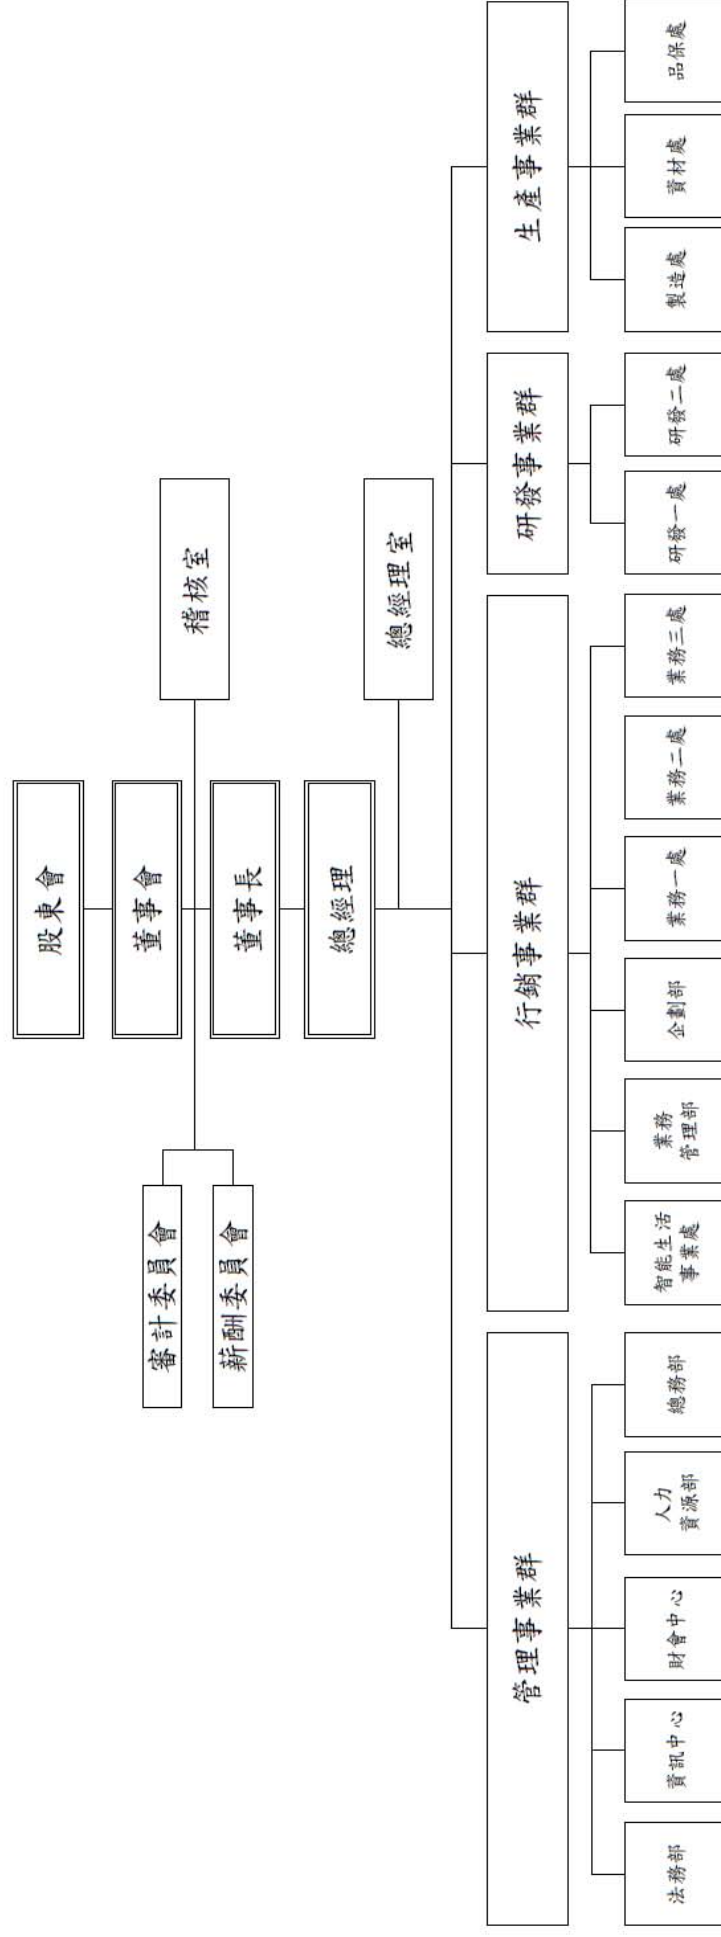 股東會
董事會
稽核室
審計委員會
薪酬委員會
董事長
總經理
總經理室
管理事業群
行銷事業群
研發事業群
生產事業群
法務部
資訊中心
財會中心
人力
資源部
總務部
智能生活
事業處
業務
管理部
企劃部
業務一處
業務二處
業務三處
研發一處
研發二處
製造處
資材處
品保處